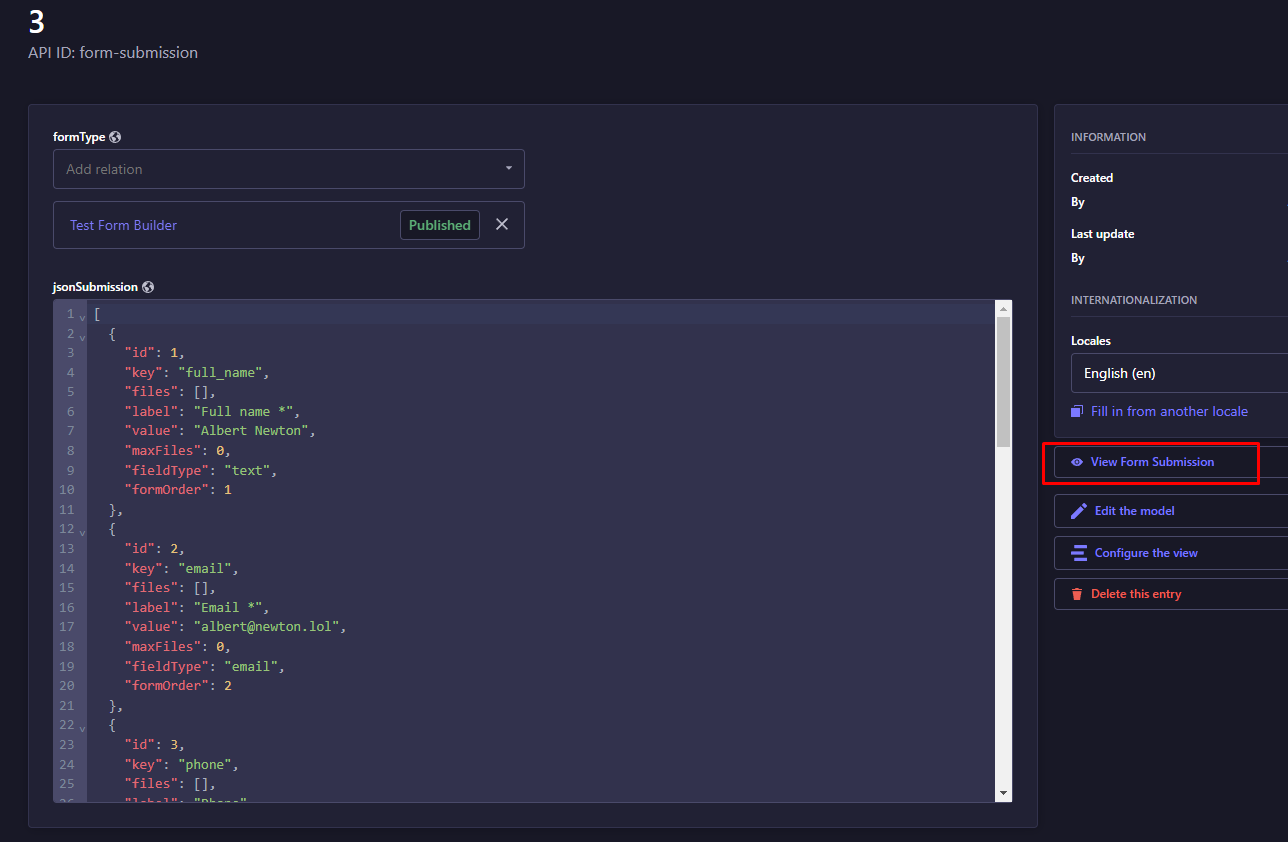 3
API ID: form-submission
formType
Add relation
Test Form Builder
Published
jsonSubmission
1 [
2 {
3 "id": 1,
4 "key": "full_name",
5 "files": [],
6 "label": "Full name *",
7 "value": "Albert Newton",
8 "maxFiles": 0,
9 "fieldType": "text",
10 "formOrder": 1
11 },
12 {
13 "id": 2,
14 "key": "email",
15 "files": [],
16 "label": "Email *",
17 "value": "albert@newton.lol",
18 "maxFiles": 0,
19 "fieldType": "email",
20 "formOrder": 2
21 },
22 {
23 "id": 3,
24 "key": "phone",
25 "files": [],
26 "label": "Phone"
INFORMATION
Created
By
Last update
By
INTERNATIONALIZATION
Locales
English (en)
Fill in from another locale
View Form Submission
Edit the model
Configure the view
Delete this entry